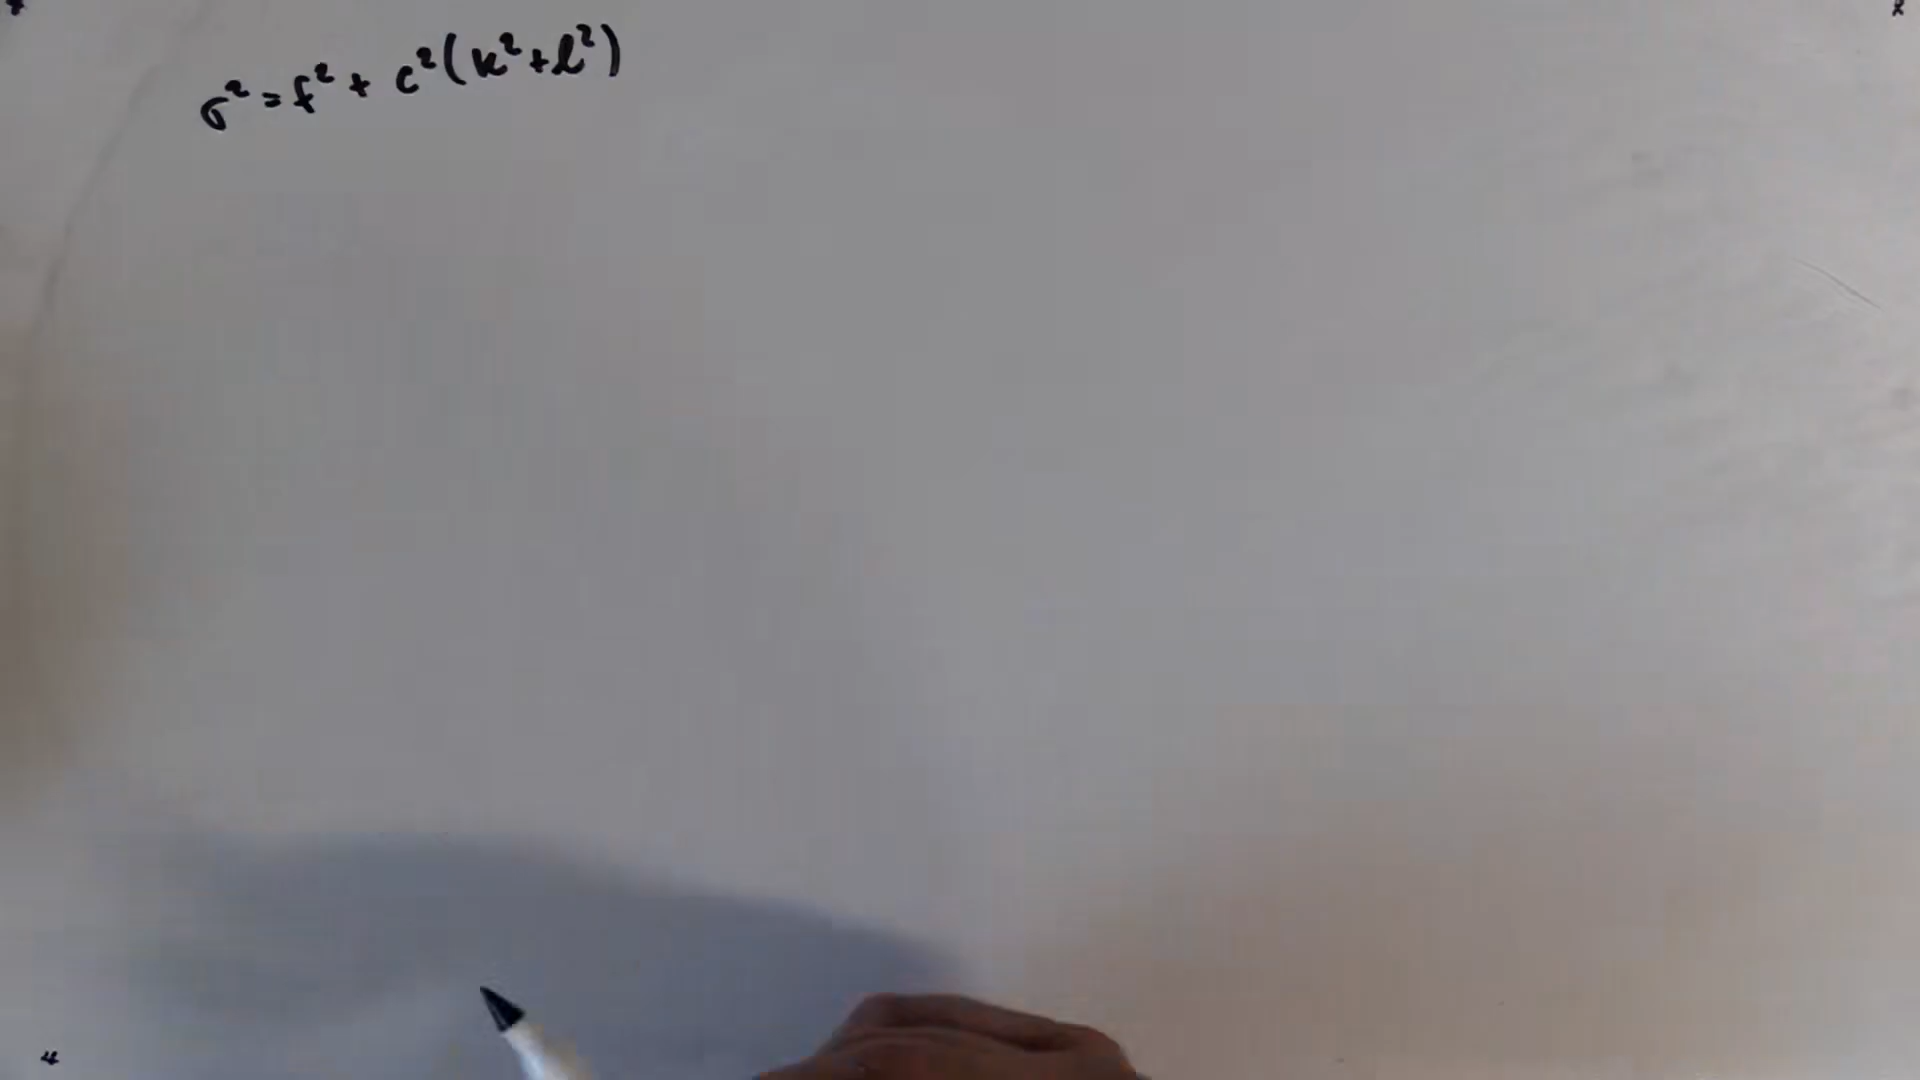 σ² = f² + c²(k² + l²)